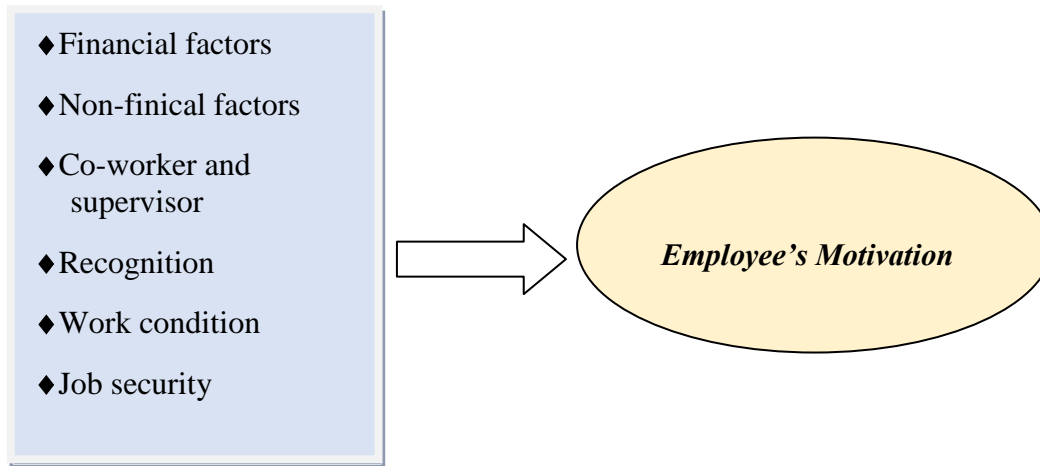 ♦Financial factors
♦Non-finical factors
♦Co-worker and
supervisor
♦Recognition
♦Work condition
♦Job security
Employee’s Motivation